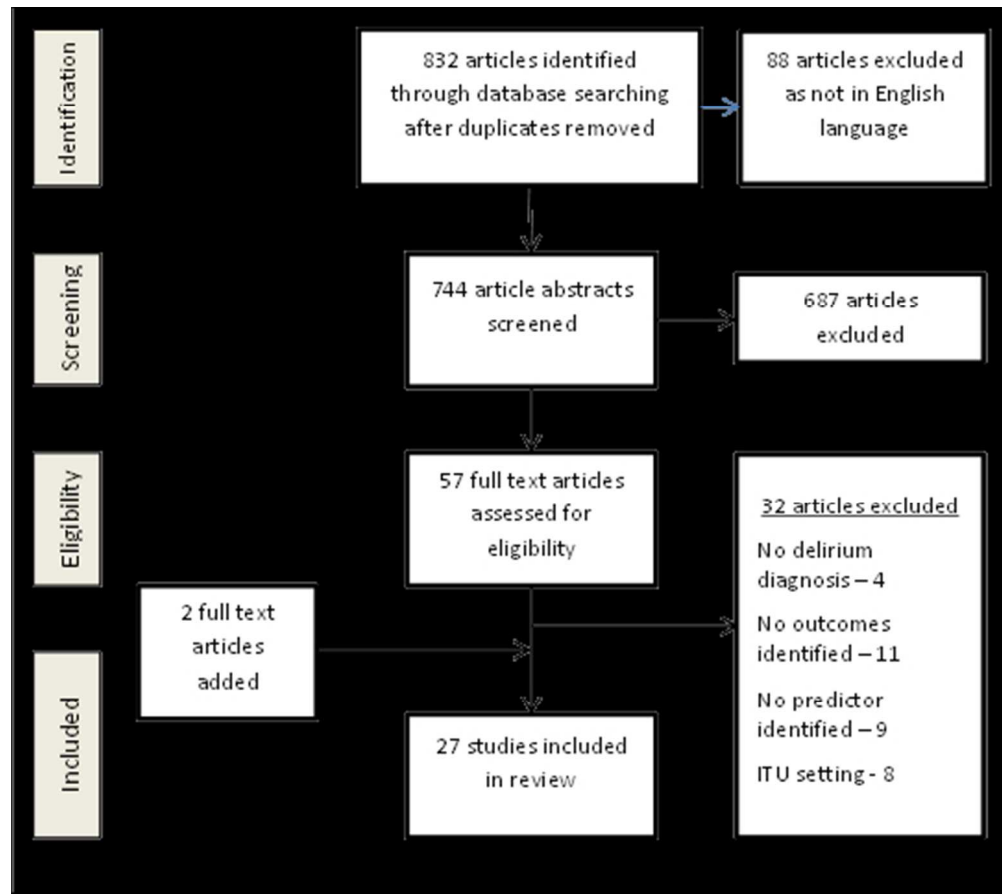 Identification
832 articles identified
through database searching
after duplicates removed
88 articles excluded
as not in English
language
Screening
744 article abstracts
screened
687 articles
excluded
Eligibility
57 full text articles
assessed for
eligibility
32 articles excluded
No delirium
diagnosis – 4
No outcomes
identified – 11
No predictor
identified – 9
ITU setting - 8
2 full text
articles
added
Included
27 studies included
in review